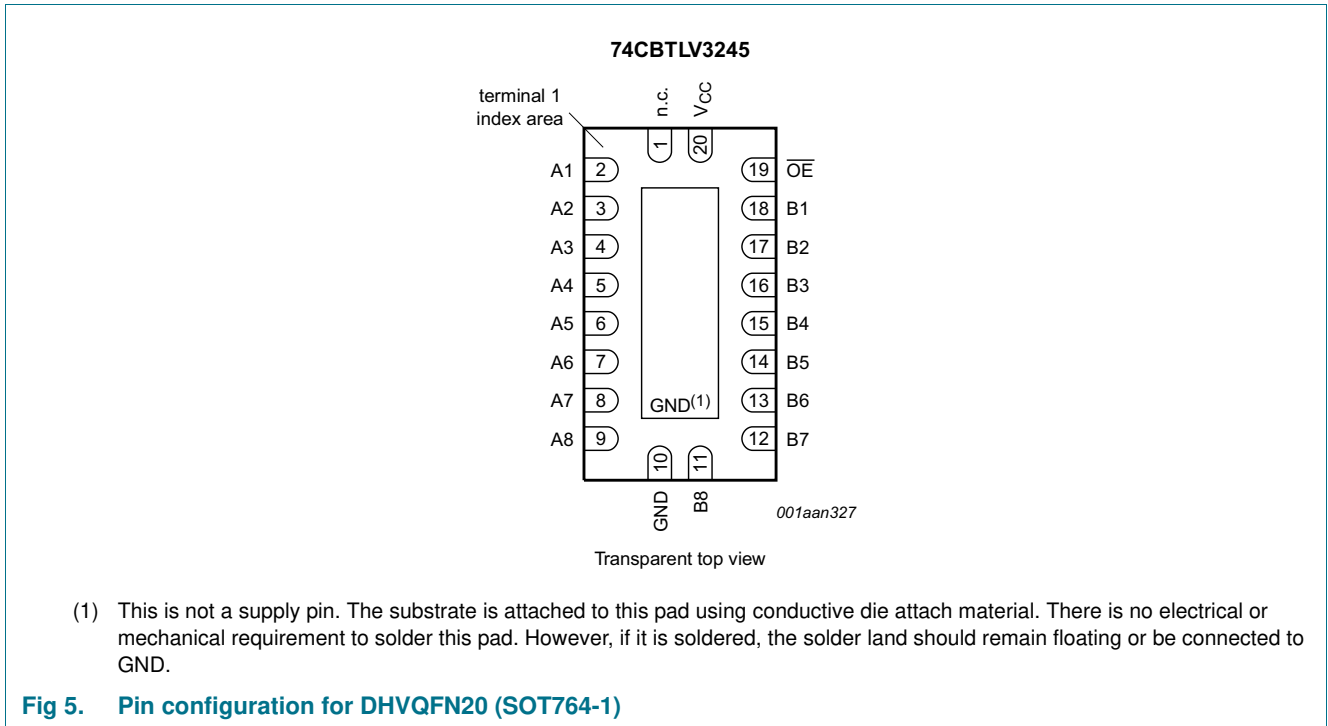 74CBTLV3245
terminal 1
index area
n.c.
VCC
1
20
A1 2
19 OE
A2 3
18 B1
A3 4
17 B2
A4 5
16 B3
A5 6
15 B4
A6 7
14 B5
A7 8
GND(1)
13 B6
A8 9
12 B7
10
11
GND
B8
001aan327
Transparent top view
(1) This is not a supply pin. The substrate is attached to this pad using conductive die attach material. There is no electrical or
mechanical requirement to solder this pad. However, if it is soldered, the solder land should remain floating or be connected to
GND.
Fig 5. Pin configuration for DHVQFN20 (SOT764-1)